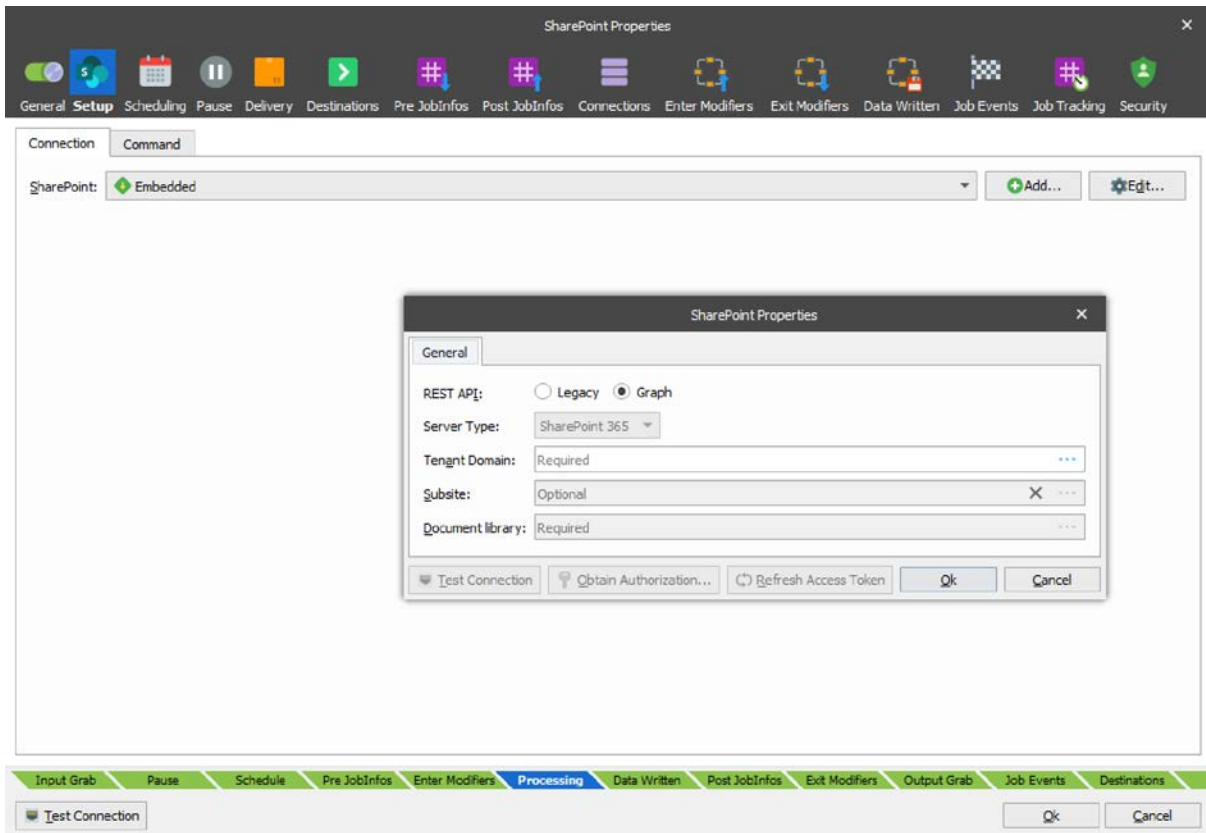 SharePoint Properties
General Setup Scheduling Pause Delivery Destinations Pre JobInfos Post JobInfos Connections Enter Modifiers Exit Modifiers Data Written Job Events Job Tracking Security
Connection Command
SharePoint: Embedded Add... Edit...
SharePoint Properties
General
REST API: Legacy Graph
Server Type: SharePoint 365
Tenant Domain: Required
Subsite: Optional
Document library: Required
Test Connection Obtain Authorization... Refresh Access Token Ok Cancel
Input Grab Pause Schedule Pre JobInfos Enter Modifiers Processing Data Written Post JobInfos Exit Modifiers Output Grab Job Events Destinations
Test Connection Ok Cancel